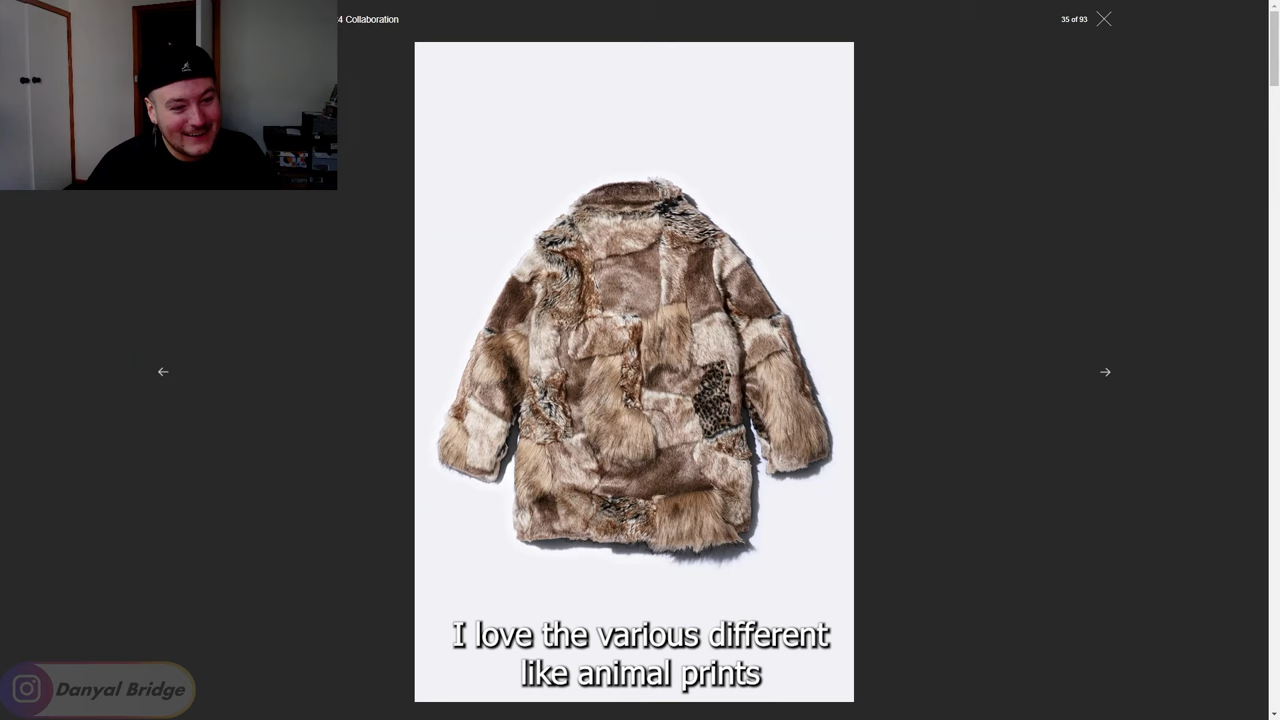 4 Collaboration
35 of 93
I love the various different
like animal prints
Danyal Bridge